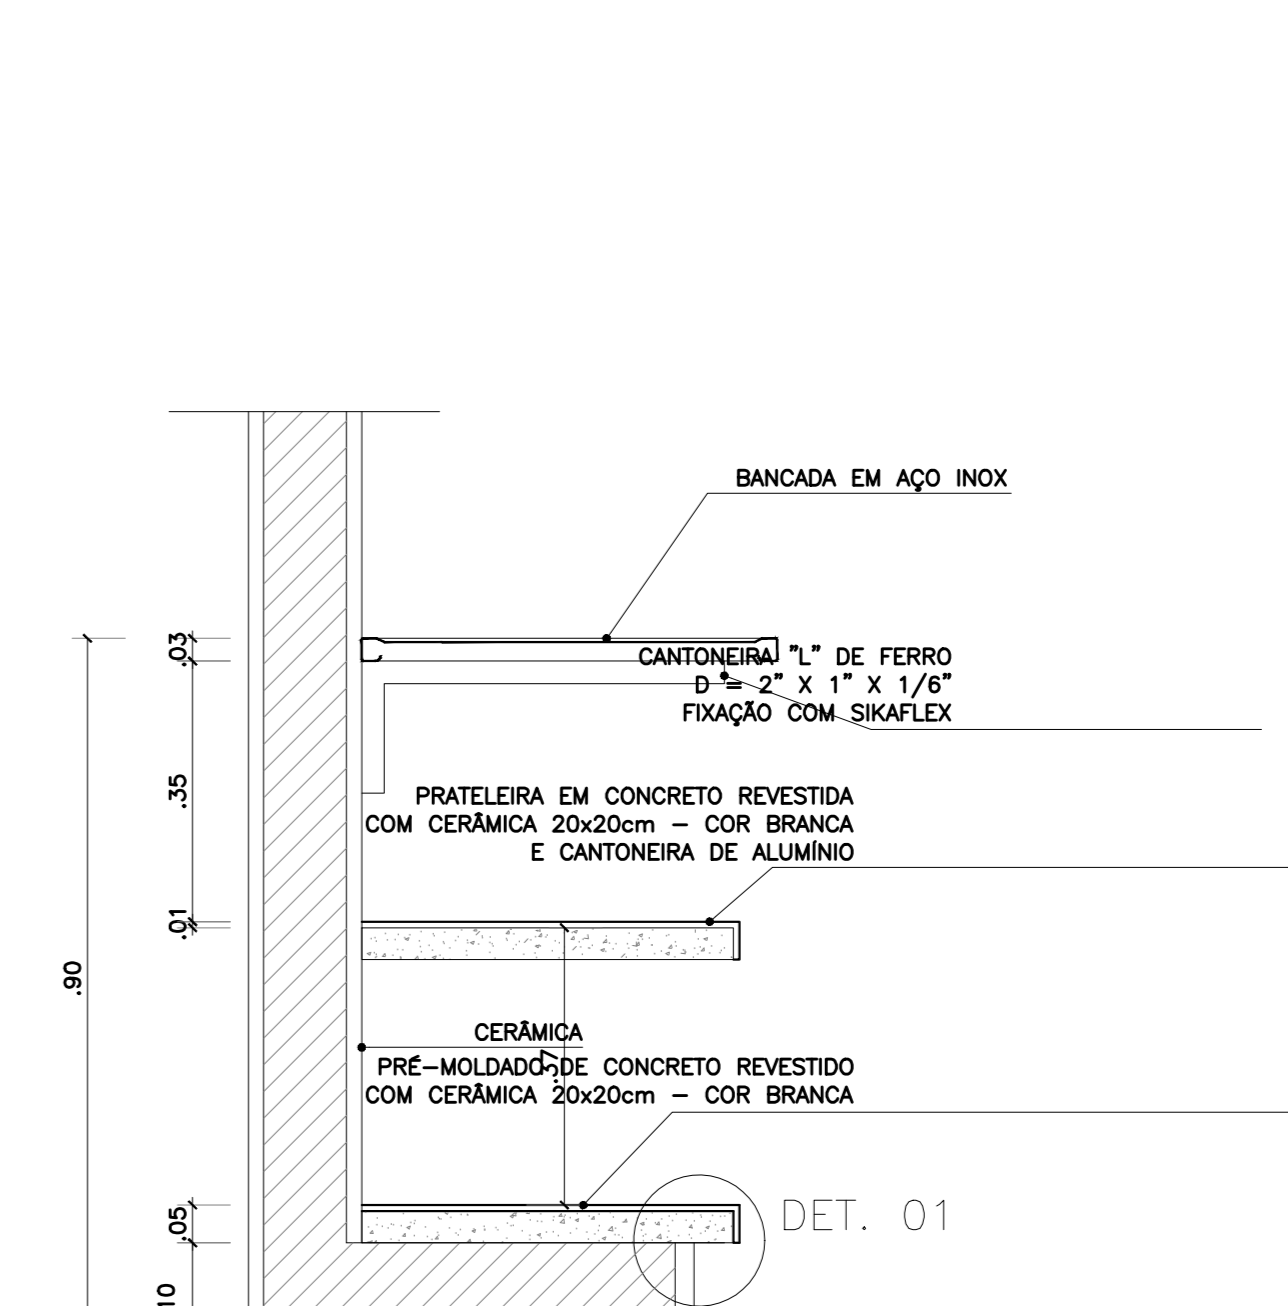 BANCADA EM AÇO INOX
.03
CANTONEIRA "L" DE FERRO
D = 2" X 1" X 1/6"
FIXAÇÃO COM SIKAFLEX
.35
PRATELEIRA EM CONCRETO REVESTIDA
COM CERÂMICA 20x20cm – COR BRANCA
E CANTONEIRA DE ALUMÍNIO
.01
.90
CERÂMICA
.37
PRÉ–MOLDADO DE CONCRETO REVESTIDO
COM CERÂMICA 20x20cm – COR BRANCA
.05
DET. 01
10